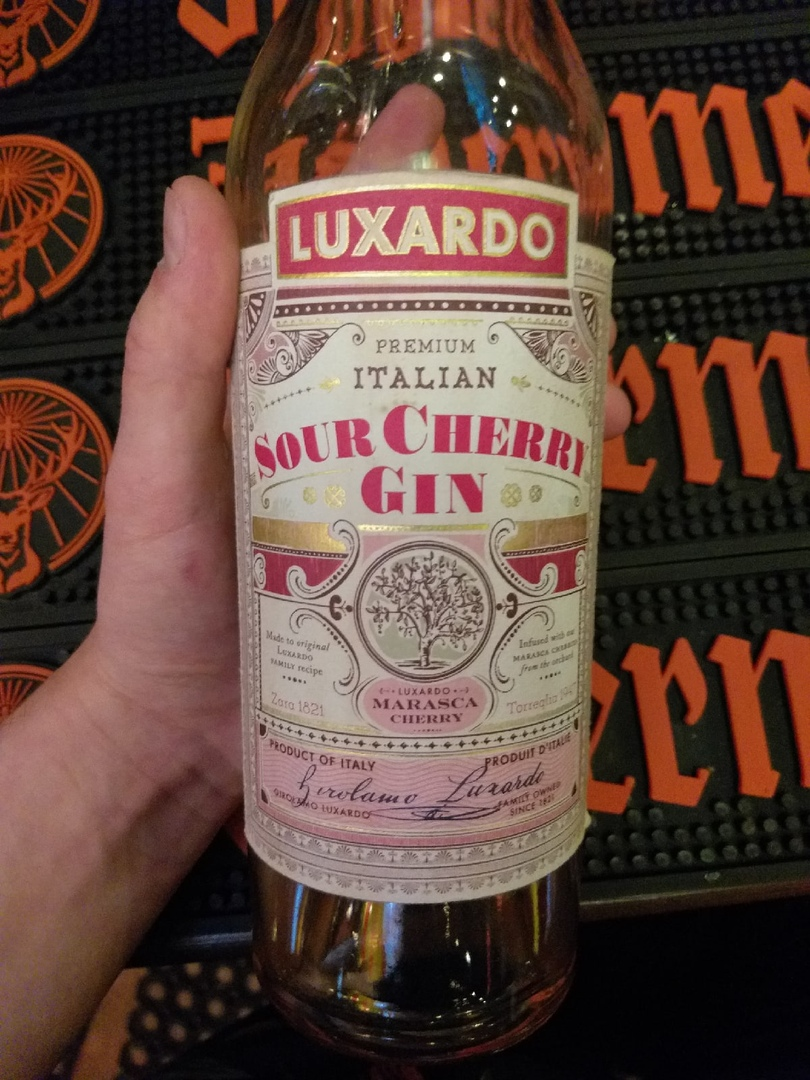 LUXARDO
PREMIUM
ITALIAN
SOUR CHERRY
GIN
Made to original
LUXARDO
FAMILY recipe
Infused with our
MARASCA CHERRIES
from the orchard
Zara 1821
LUXARDO
MARASCA
CHERRY
Torreglia
PRODUCT OF ITALY
PRODUIT D'ITALIE
Girolamo Luxardo
GIROLAMO LUXARDO
FAMILY OWNED
SINCE 1821